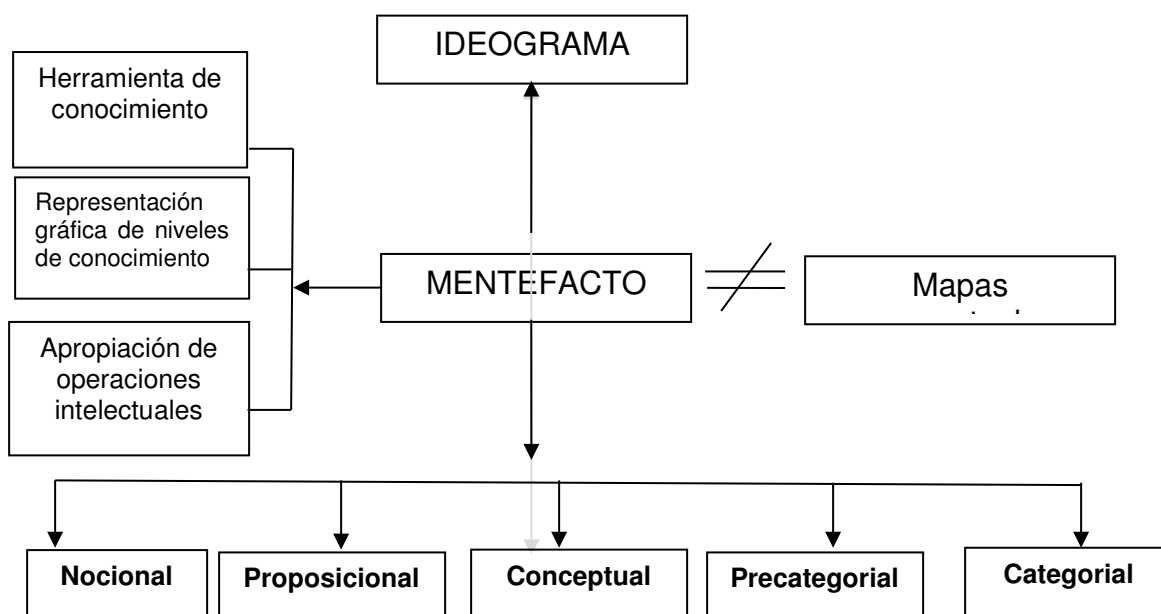 IDEOGRAMA
Herramienta de
conocimiento
Representación
gráfica de niveles
de conocimiento
MENTEFACTO
Mapas
Apropiación de
operaciones
intelectuales
Nocional
Proposicional
Conceptual
Precategorial
Categorial